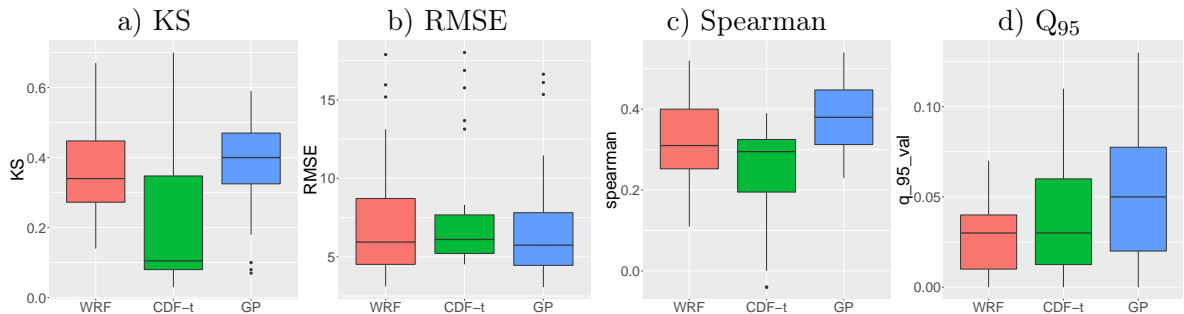 a) KS
KS
0.6
0.4
0.2
0.0
WRF CDF-t GP
b) RMSE
RMSE
15
10
5
WRF CDF-t GP
c) Spearman
spearman
0.4
0.2
0.0
WRF CDF-t GP
d) Q95
q_95_val
0.10
0.05
0.00
WRF CDF-t GP